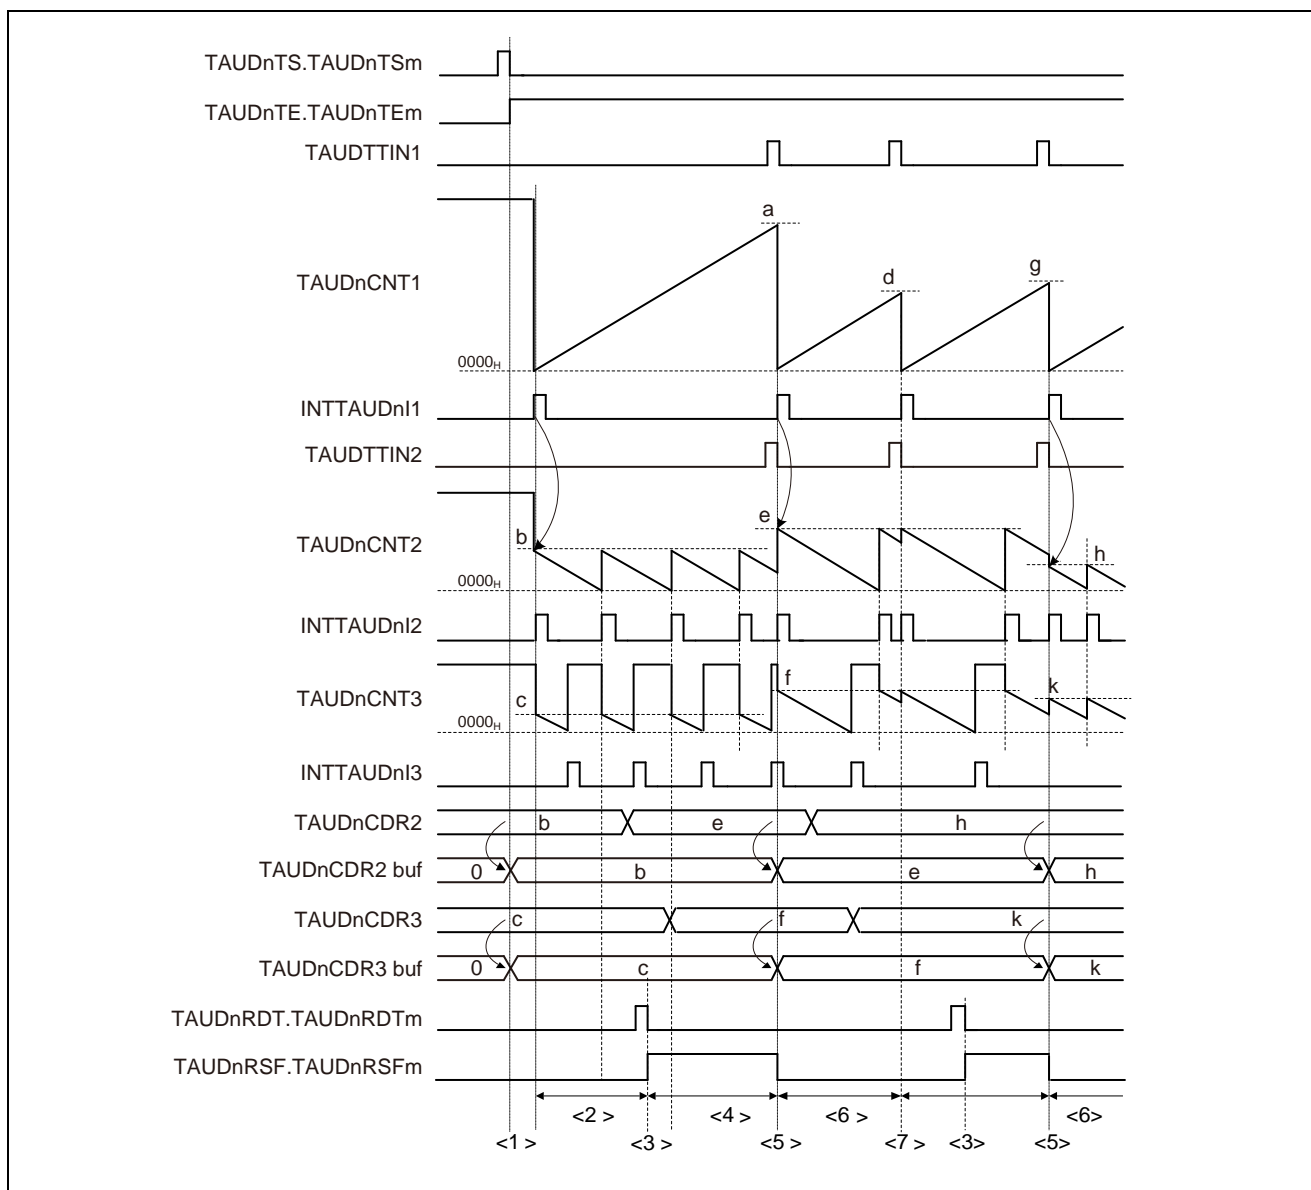 TAUDnTS.TAUDnTSm
TAUDnTE.TAUDnTEm
TAUDTTIN1
a
d
g
TAUDnCNT1
0000H
INTTAUDnI1
TAUDTTIN2
e
b
h
TAUDnCNT2
0000H
INTTAUDnI2
f
k
c
TAUDnCNT3
0000H
INTTAUDnI3
TAUDnCDR2 b e h
TAUDnCDR2 buf 0 b e h
TAUDnCDR3 c f k
TAUDnCDR3 buf 0 c f k
TAUDnRDT.TAUDnRDTm
TAUDnRSF.TAUDnRSFm
<2 > <4 > <6 > <6>
<1 > <3 > <5 > <7 > <3> <5>